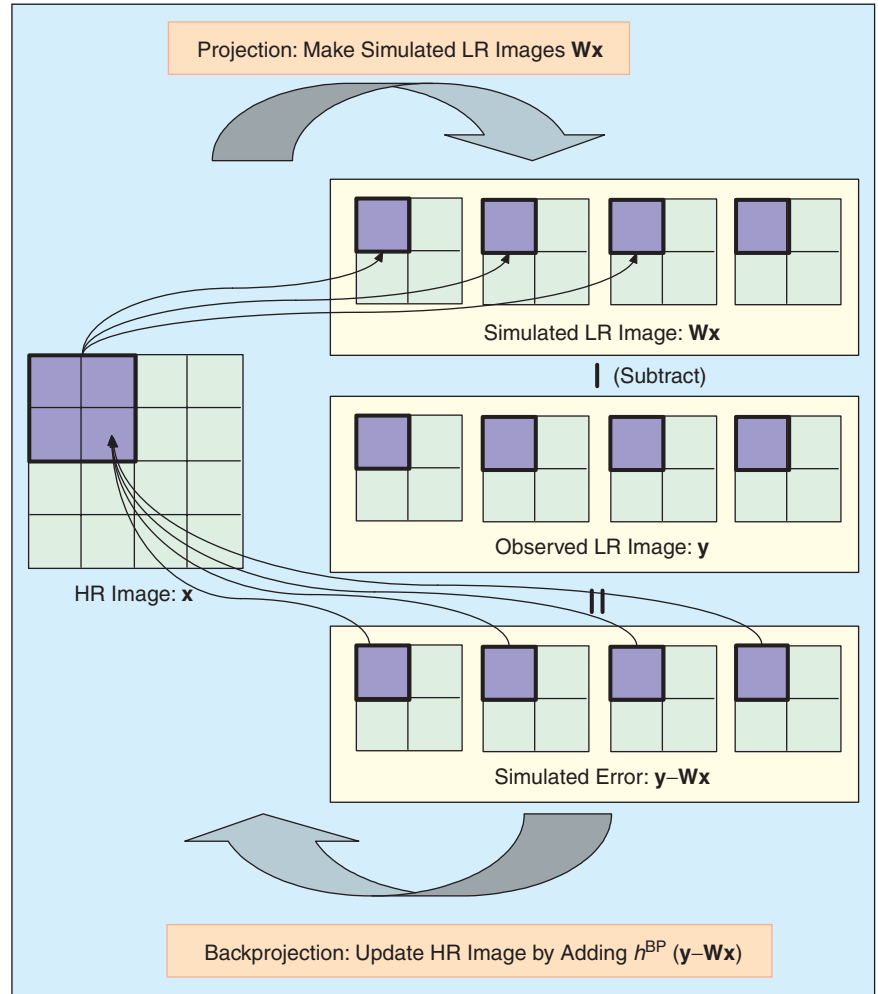 Projection: Make Simulated LR Images Wx
Simulated LR Image: Wx
(Subtract)
Observed LR Image: y
HR Image: x
Simulated Error: y–Wx
Backprojection: Update HR Image by Adding h^BP (y–Wx)